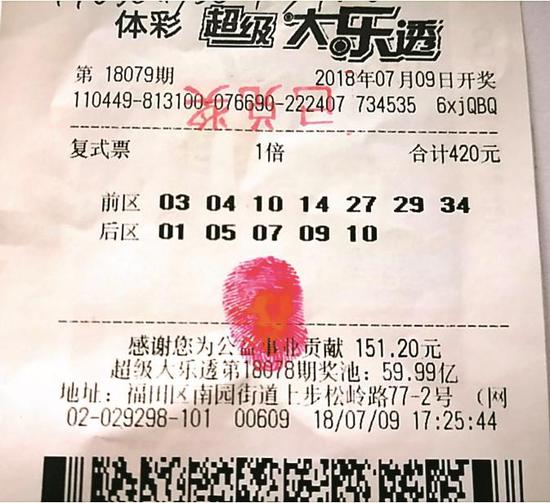 体彩 超级大乐透
第 18079期 2018年07月09日开奖
110449-813100-076690-222407 734535 6xjQBQ
已兑奖
复式票 1倍 合计420元
前区 03 04 10 14 27 29 34
后区 01 05 07 09 10
感谢您为公益事业贡献 151.20元
超级大乐透第18078期奖池: 59.99亿
地址: 福田区南园街道上步松岭路77-2号 (网
02-029298-101 00609 18/07/09 17:25:44